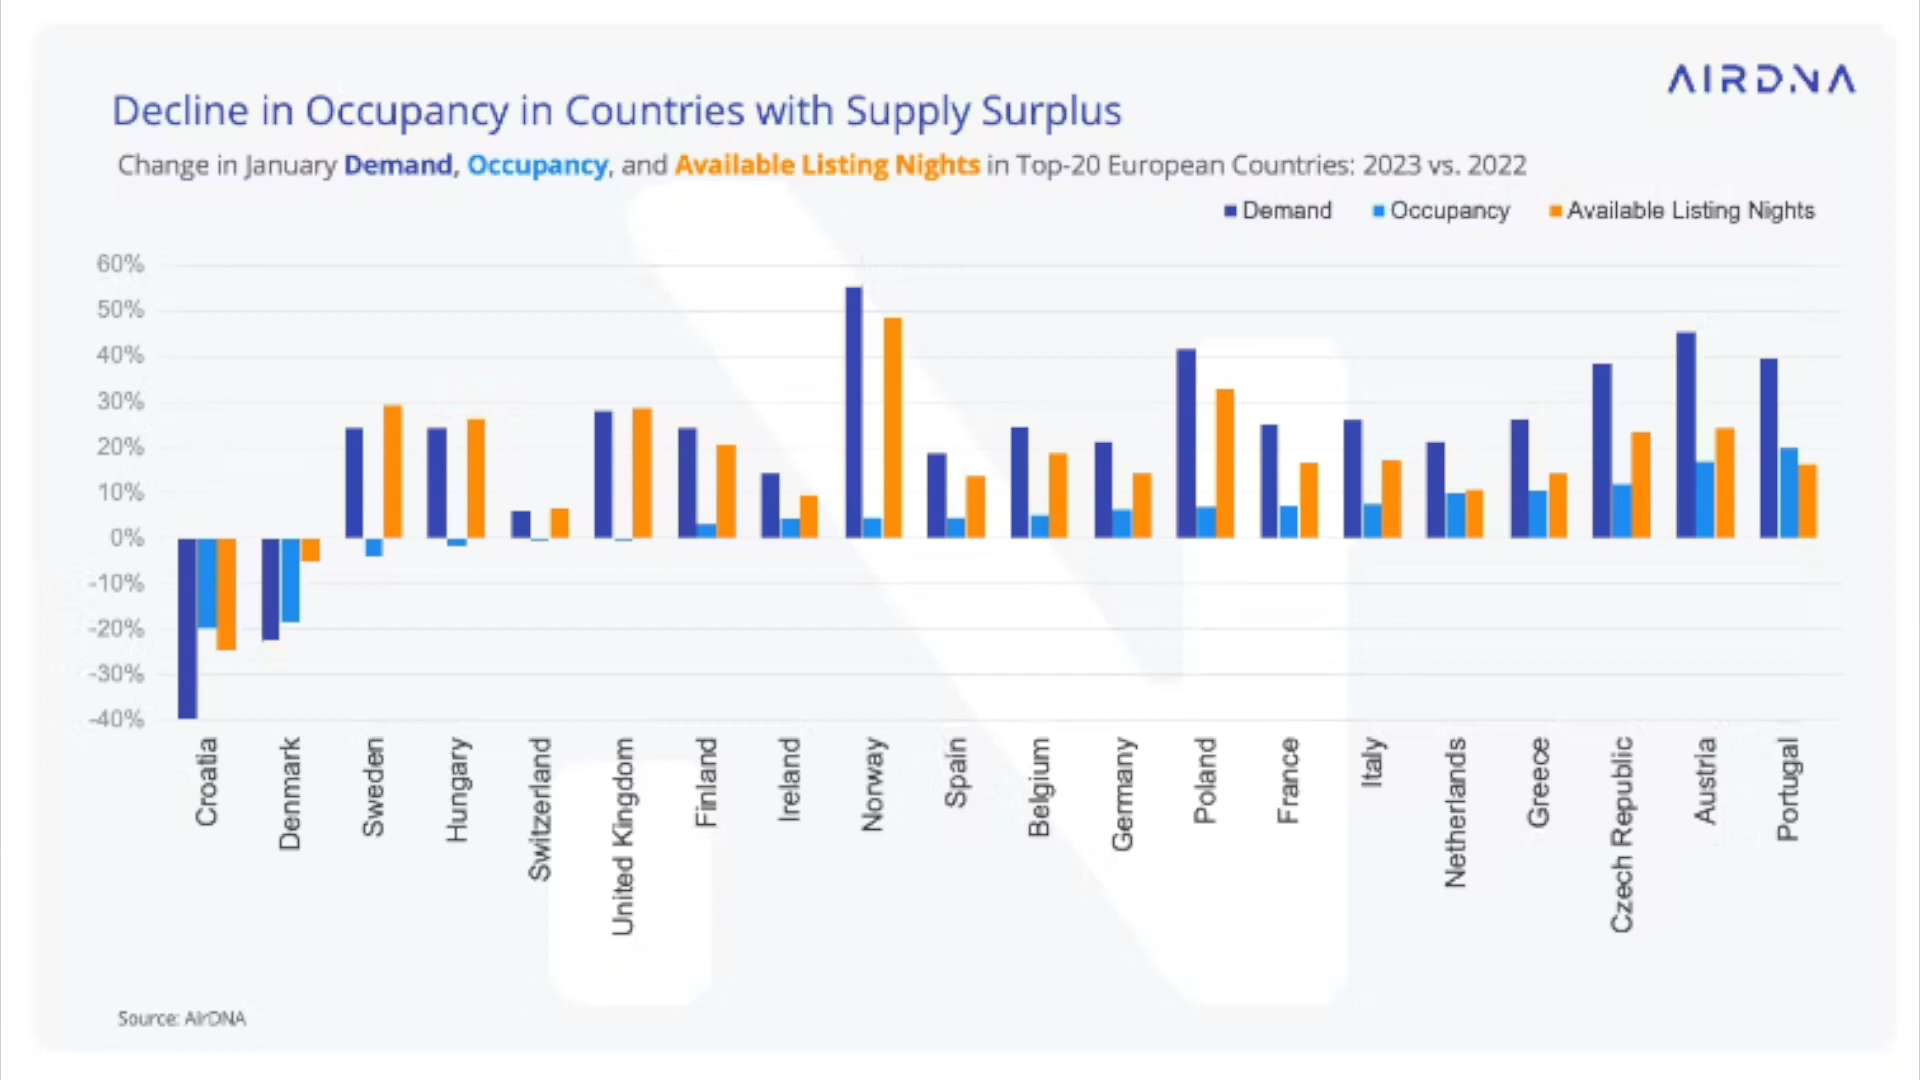 AIRDNA
Decline in Occupancy in Countries with Supply Surplus
Change in January Demand, Occupancy, and Available Listing Nights in Top-20 European Countries: 2023 vs. 2022
Demand Occupancy Available Listing Nights
60%
50%
40%
30%
20%
10%
0%
-10%
-20%
-30%
-40%
Croatia
Denmark
Sweden
Hungary
Switzerland
United Kingdom
Finland
Ireland
Norway
Spain
Belgium
Germany
Poland
France
Italy
Netherlands
Greece
Czech Republic
Austria
Portugal
Source: AirDNA